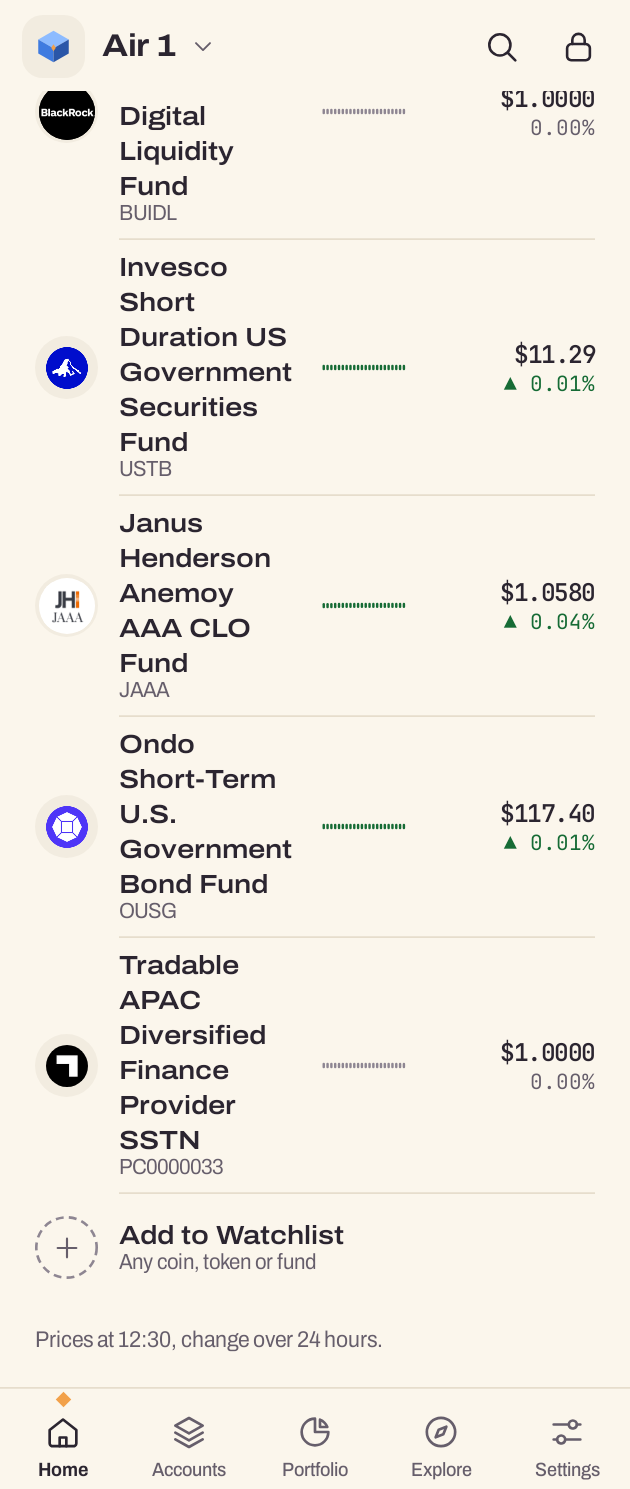 Air 1
BlackRock
Digital
Liquidity
Fund
BUIDL
$1.0000
0.00%
Invesco
Short
Duration US
Government
Securities
Fund
USTB
$11.29
▲ 0.01%
JH
JAAA
Janus
Henderson
Anemoy
AAA CLO
Fund
JAAA
$1.0580
▲ 0.04%
Ondo
Short-Term
U.S.
Government
Bond Fund
OUSG
$117.40
▲ 0.01%
Tradable
APAC
Diversified
Finance
Provider
SSTN
PC0000033
$1.0000
0.00%
Add to Watchlist
Any coin, token or fund
Prices at 12:30, change over 24 hours.
Home
Accounts
Portfolio
Explore
Settings